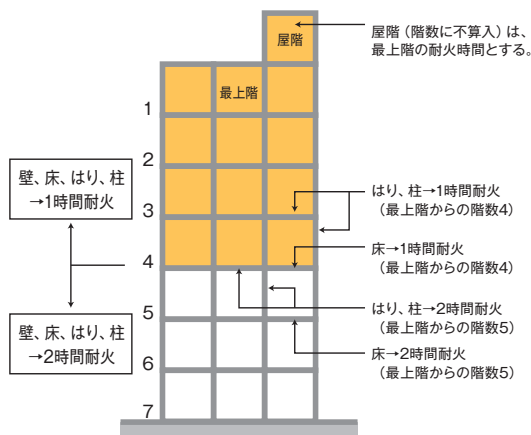 屋階
屋階（階数に不算入）は、
最上階の耐火時間とする。
最上階
1
2
3
4
5
6
7
壁、床、はり、柱
→1時間耐火
壁、床、はり、柱
→2時間耐火
はり、柱→1時間耐火
（最上階からの階数4）
床→1時間耐火
（最上階からの階数4）
はり、柱→2時間耐火
（最上階からの階数5）
床→2時間耐火
（最上階からの階数5）